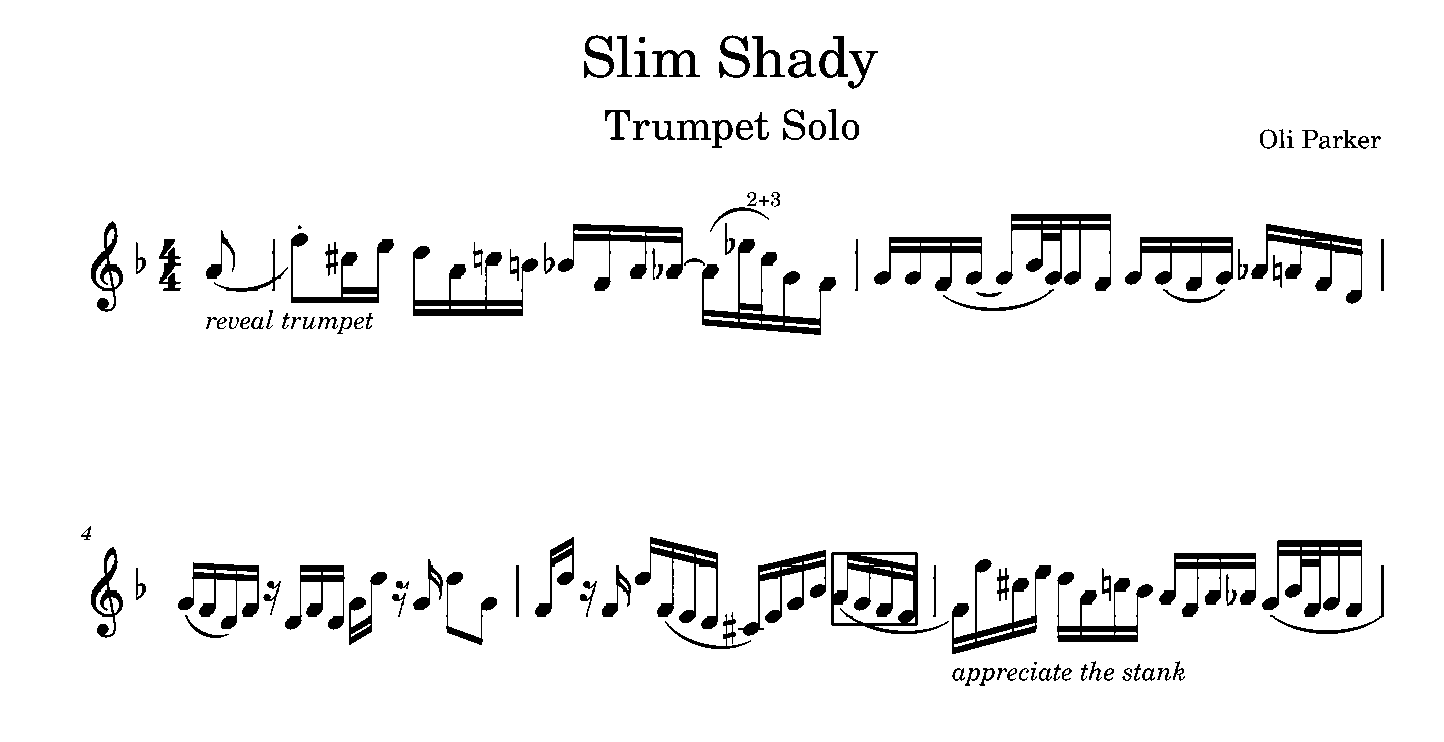 Slim Shady
Trumpet Solo
Oli Parker
2+3
reveal trumpet
4
appreciate the stank